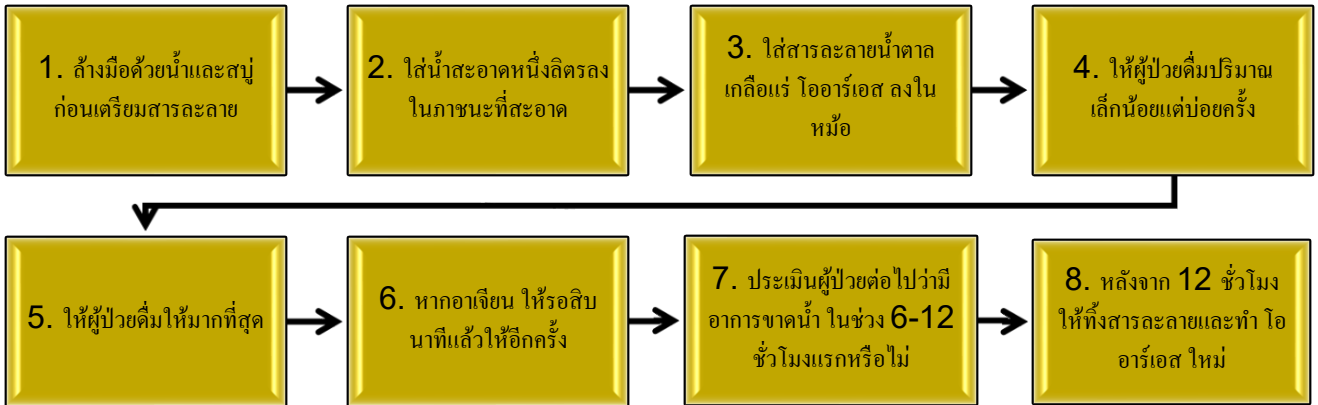 1. ล้างมือด้วยน้ำและสบู่
ก่อนเตรียมสารละลาย
2. ใส่น้ำสะอาดหนึ่งลิตรลง
ในภาชนะที่สะอาด
3. ใส่สารละลายน้ำตาล
เกลือแร่ โออาร์เอส ลงใน
หม้อ
4. ให้ผู้ป่วยดื่มปริมาณ
เล็กน้อยแต่บ่อยครั้ง
5. ให้ผู้ป่วยดื่มให้มากที่สุด
6. หากอาเจียน ให้รอสิบ
นาทีแล้วให้อีกครั้ง
7. ประเมินผู้ป่วยต่อไปว่ามี
อาการขาดน้ำ ในช่วง 6-12
ชั่วโมงแรกหรือไม่
8. หลังจาก 12 ชั่วโมง
ให้ทิ้งสารละลายและทำ โอ
อาร์เอส ใหม่